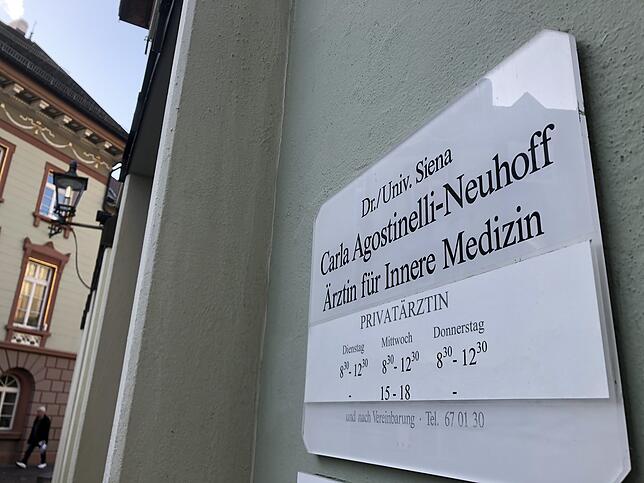 Dr./Univ. Siena
Carla Agostinelli-Neuhoff
Ärztin für Innere Medizin
PRIVATÄRZTIN
Dienstag Mittwoch Donnerstag
8³⁰- 12³⁰ 8³⁰- 12³⁰ 8³⁰- 12³⁰
- 15 - 18 -
und nach Vereinbarung · Tel. 67 01 30